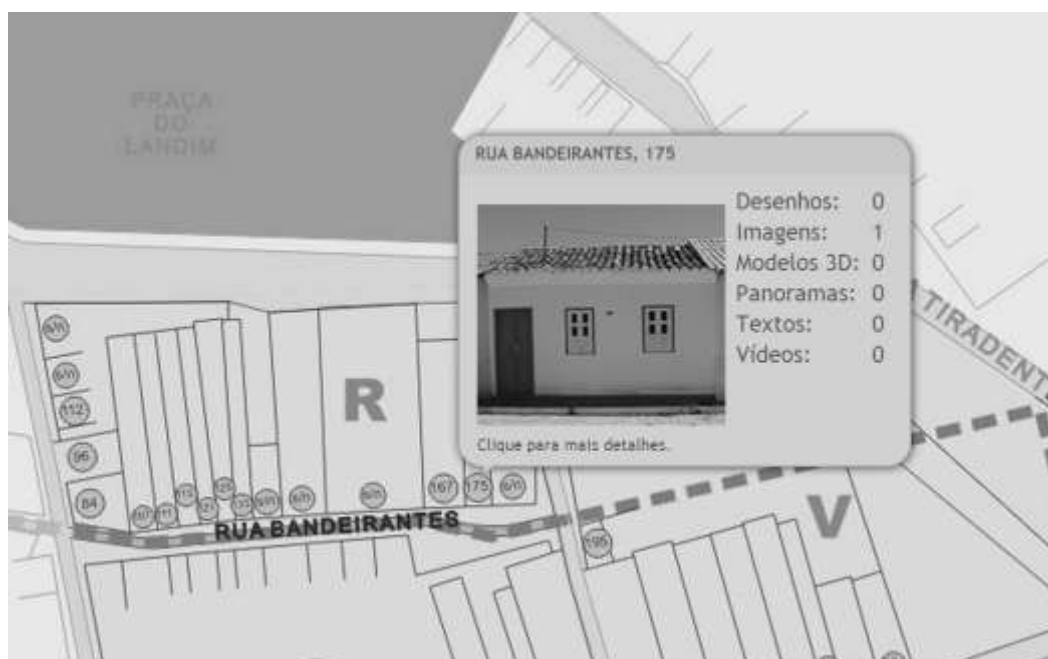 PRAÇA
DO
LANDIM
RUA BANDEIRANTES, 175
Desenhos: 0
Imagens: 1
Modelos 3D: 0
Panoramas: 0
Textos: 0
Vídeos: 0
Clique para mais detalhes.
TIRADENT
s/n
s/n
112
96
84
R
s/n
s/n
167
175
s/n
RUA BANDEIRANTES
V
195